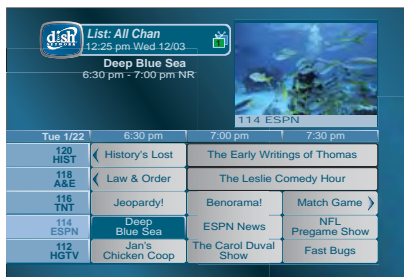 dish
NETWORK
List: All Chan
12:25 pm Wed 12/03
1
Deep Blue Sea
6:30 pm - 7:00 pm NR
114 ESPN
Tue 1/22 6:30 pm 7:00 pm 7:30 pm
120
HIST
History's Lost
The Early Writings of Thomas
118
A&E
Law & Order
The Leslie Comedy Hour
116
TNT
Jeopardy!
Benorama!
Match Game
114
ESPN
Deep
Blue Sea
ESPN News
NFL
Pregame Show
112
HGTV
Jan's
Chicken Coop
The Carol Duval
Show
Fast Bugs